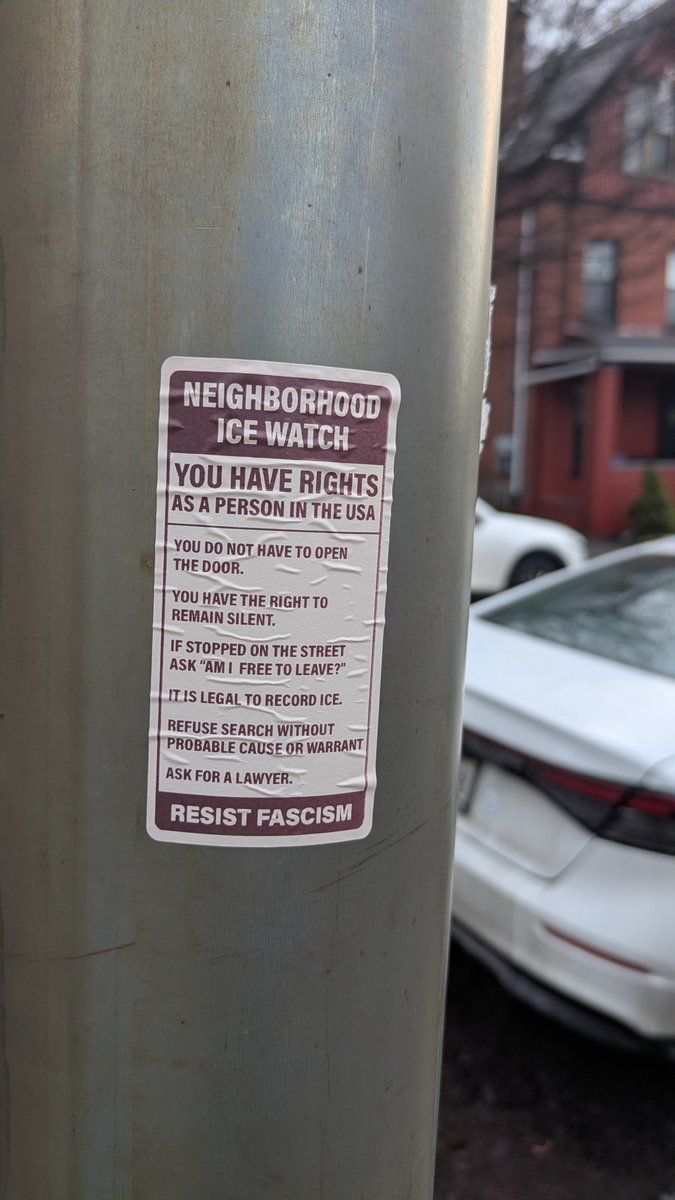 NEIGHBORHOOD
ICE WATCH
YOU HAVE RIGHTS
AS A PERSON IN THE USA
YOU DO NOT HAVE TO OPEN
THE DOOR.
YOU HAVE THE RIGHT TO
REMAIN SILENT.
IF STOPPED ON THE STREET
ASK “AM I FREE TO LEAVE?”
IT IS LEGAL TO RECORD ICE.
REFUSE SEARCH WITHOUT
PROBABLE CAUSE OR WARRANT
ASK FOR A LAWYER.
RESIST FASCISM